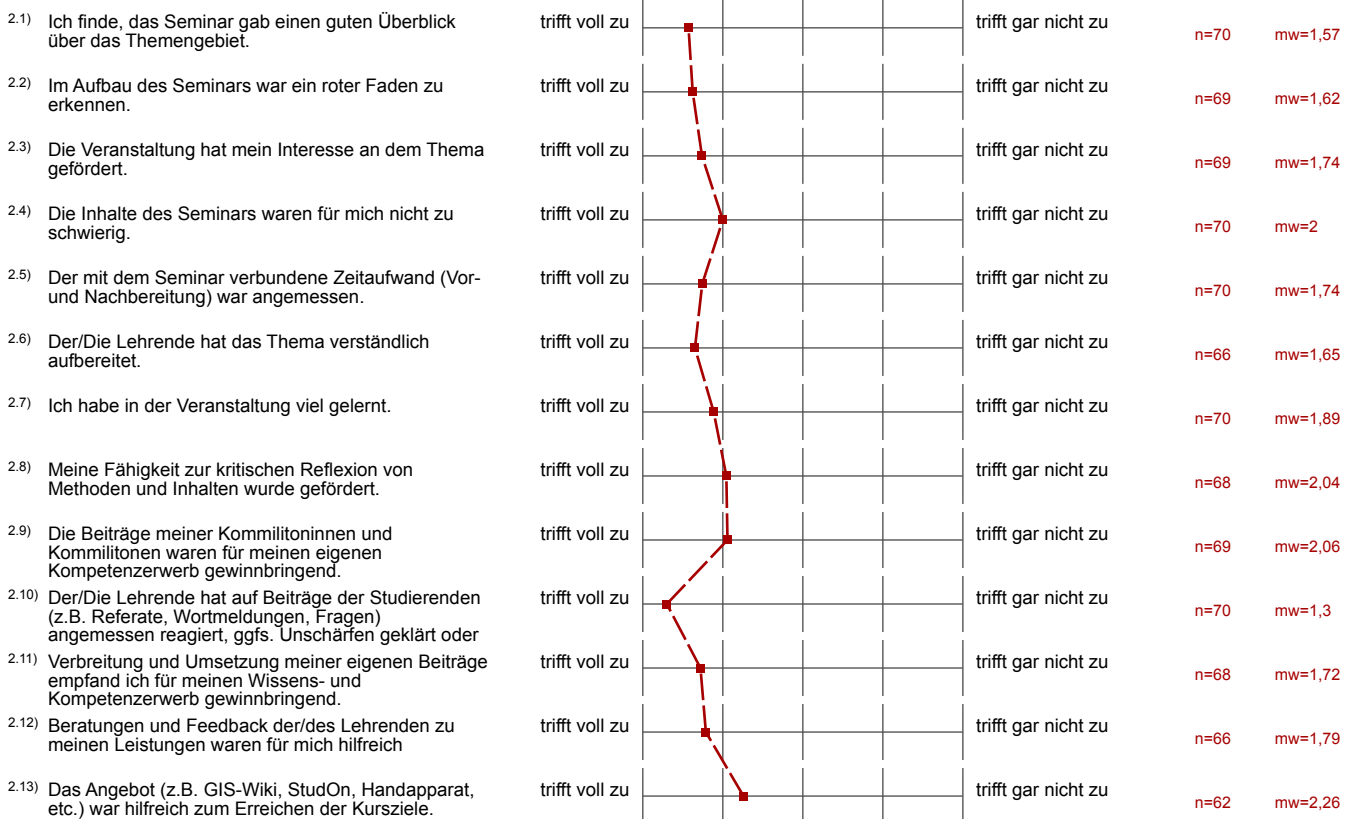 2.1) Ich finde, das Seminar gab einen guten Überblick trifft voll zu trifft gar nicht zu
über das Themengebiet. n=70 mw=1,57
2.2) Im Aufbau des Seminars war ein roter Faden zu trifft voll zu trifft gar nicht zu
erkennen. n=69 mw=1,62
2.3) Die Veranstaltung hat mein Interesse an dem Thema trifft voll zu trifft gar nicht zu
gefördert. n=69 mw=1,74
2.4) Die Inhalte des Seminars waren für mich nicht zu trifft voll zu trifft gar nicht zu
schwierig. n=70 mw=2
2.5) Der mit dem Seminar verbundene Zeitaufwand (Vor- trifft voll zu trifft gar nicht zu
und Nachbereitung) war angemessen. n=70 mw=1,74
2.6) Der/Die Lehrende hat das Thema verständlich trifft voll zu trifft gar nicht zu
aufbereitet. n=66 mw=1,65
2.7) Ich habe in der Veranstaltung viel gelernt. trifft voll zu trifft gar nicht zu
n=70 mw=1,89
2.8) Meine Fähigkeit zur kritischen Reflexion von trifft voll zu trifft gar nicht zu
Methoden und Inhalten wurde gefördert. n=68 mw=2,04
2.9) Die Beiträge meiner Kommilitoninnen und trifft voll zu trifft gar nicht zu
Kommilitonen waren für meinen eigenen n=69 mw=2,06
Kompetenzerwerb gewinnbringend.
2.10) Der/Die Lehrende hat auf Beiträge der Studierenden trifft voll zu trifft gar nicht zu
(z.B. Referate, Wortmeldungen, Fragen) n=70 mw=1,3
angemessen reagiert, ggfs. Unschärfen geklärt oder
2.11) Verbreitung und Umsetzung meiner eigenen Beiträge trifft voll zu trifft gar nicht zu
empfand ich für meinen Wissens- und n=68 mw=1,72
Kompetenzerwerb gewinnbringend.
2.12) Beratungen und Feedback der/des Lehrenden zu trifft voll zu trifft gar nicht zu
meinen Leistungen waren für mich hilfreich n=66 mw=1,79
2.13) Das Angebot (z.B. GIS-Wiki, StudOn, Handapparat, trifft voll zu trifft gar nicht zu
etc.) war hilfreich zum Erreichen der Kursziele. n=62 mw=2,26